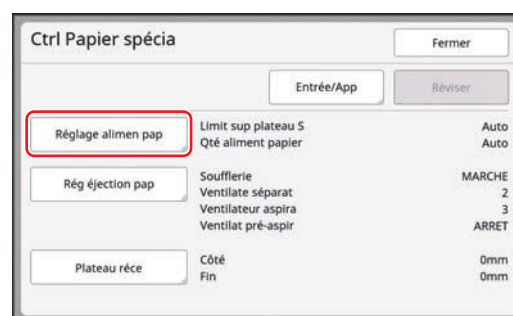 Ctrl Papier spécia
Fermer
Entrée/App
Réviser
Réglage alimen pap
Limit sup plateau S Auto
Qté aliment papier Auto
Rég éjection pap
Soufflerie MARCHE
Ventilate séparat 2
Ventilateur aspira 3
Ventilat pré-aspir ARRET
Plateau réce
Côté 0mm
Fin 0mm